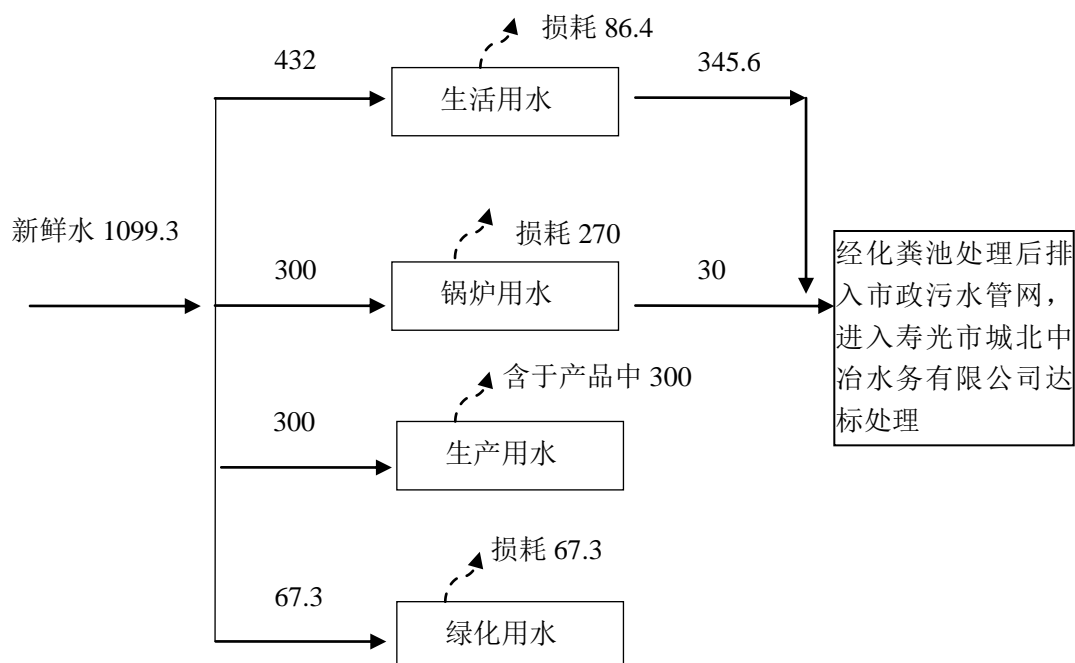 损耗 86.4
432
345.6
生活用水
新鲜水 1099.3
损耗 270
300
30
锅炉用水
经化粪池处理后排
入市政污水管网，
进入寿光市城北中
冶水务有限公司达
标处理
含于产品中 300
300
生产用水
损耗 67.3
67.3
绿化用水